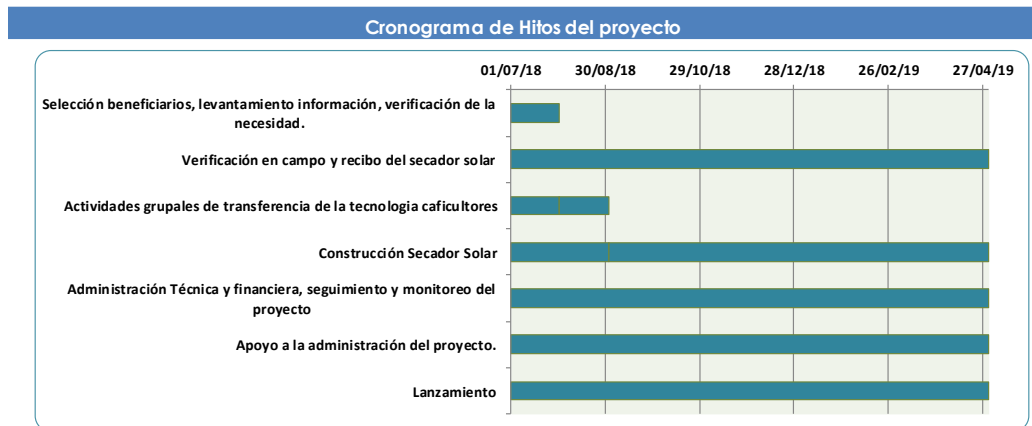 Cronograma de Hitos del proyecto
01/07/18 30/08/18 29/10/18 28/12/18 26/02/19 27/04/19
Selección beneficiarios, levantamiento información, verificación de la
necesidad.
Verificación en campo y recibo del secador solar
Actividades grupales de transferencia de la tecnologia caficultores
Construcción Secador Solar
Administración Técnica y financiera, seguimiento y monitoreo del
proyecto
Apoyo a la administración del proyecto.
Lanzamiento